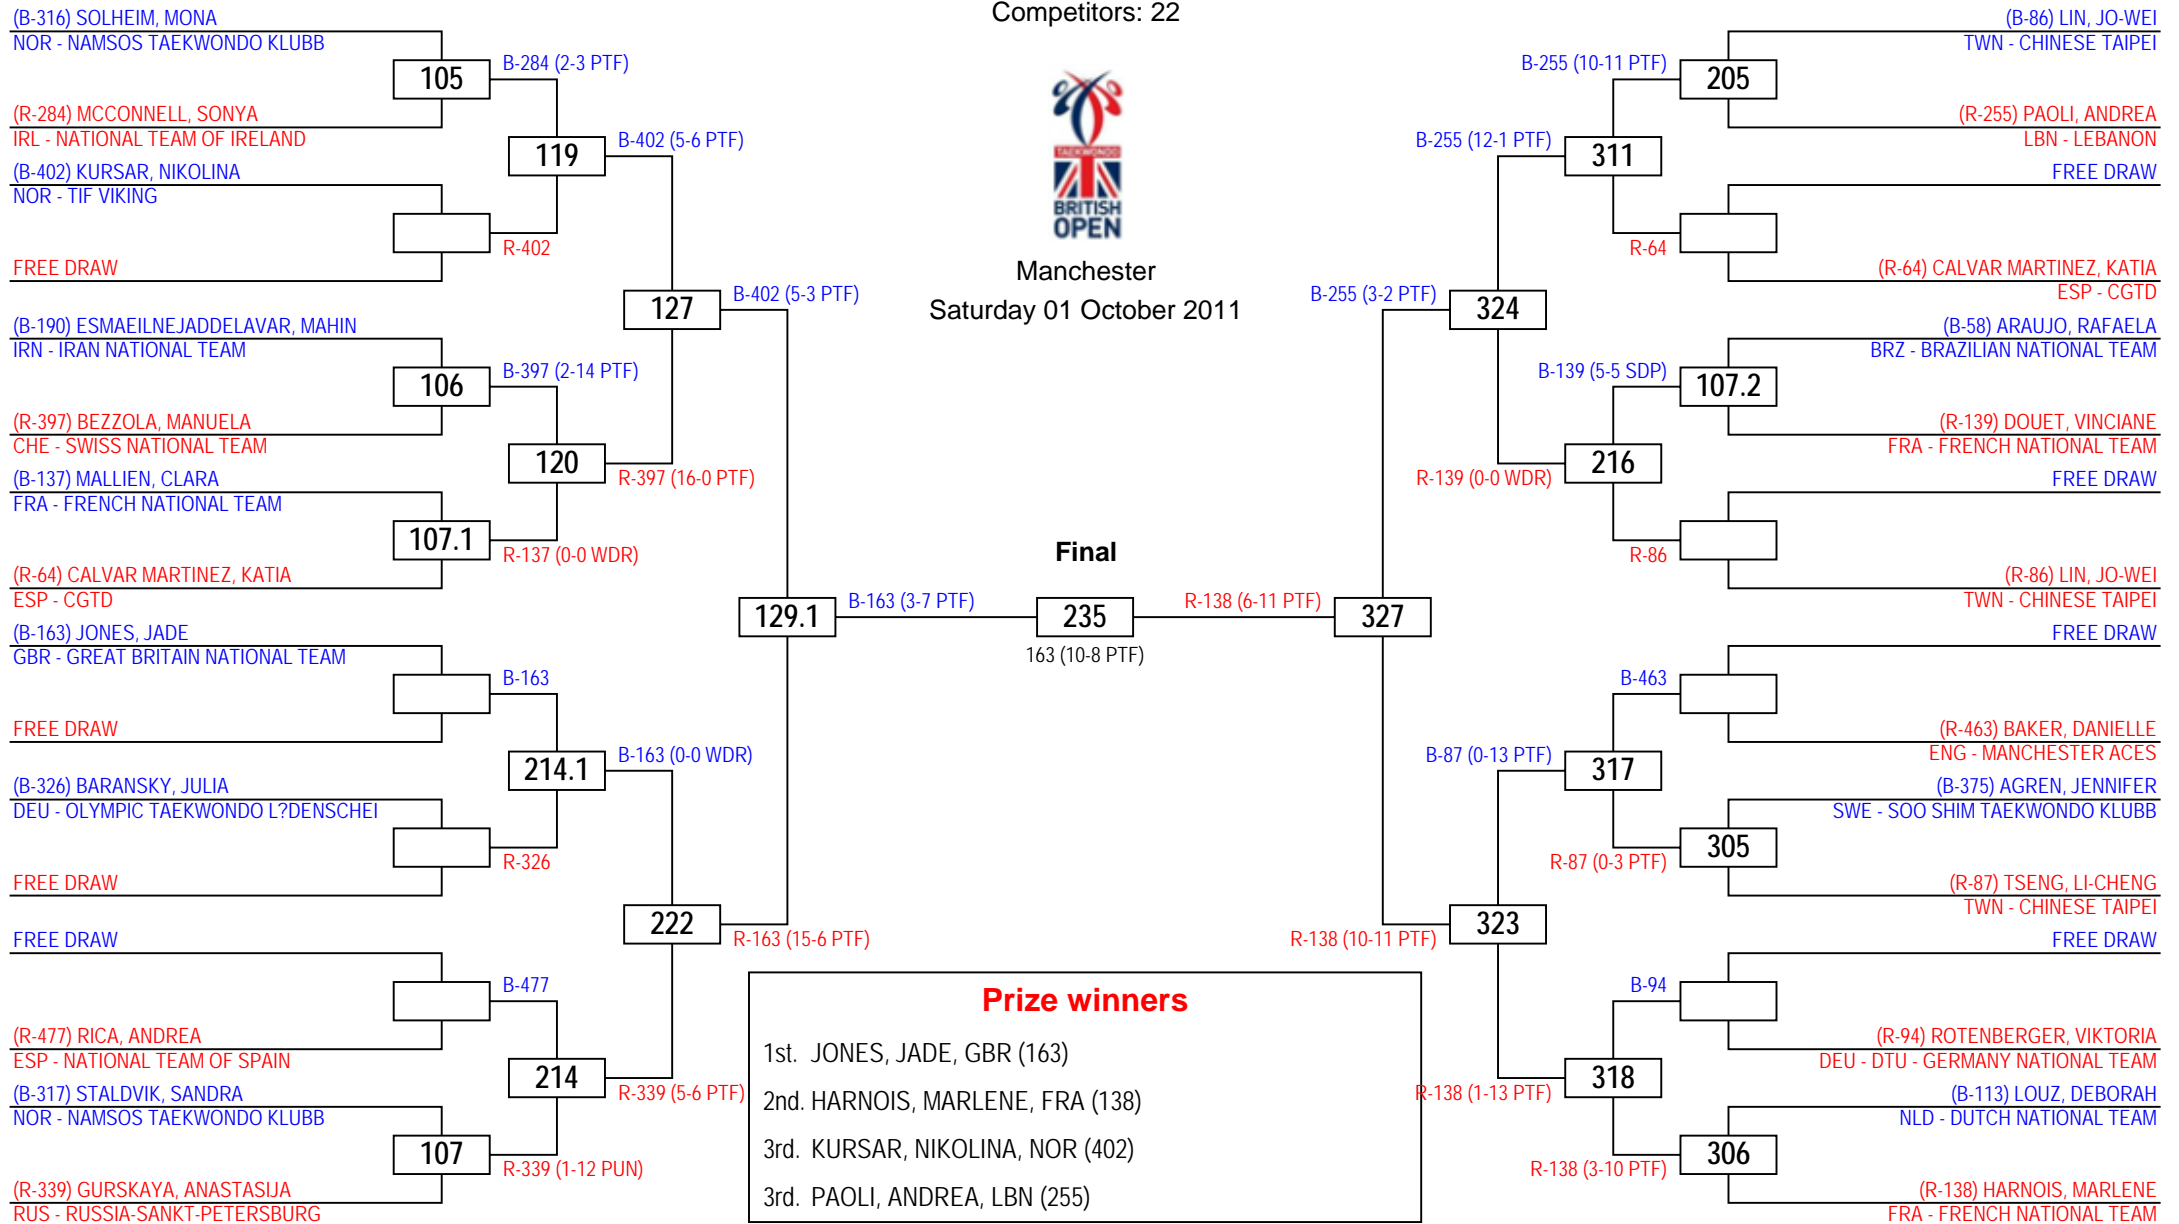 Competitors: 22
TAEKWONDO
BRITISH
OPEN
Manchester
Saturday 01 October 2011
(B-316) SOLHEIM, MONA
NOR - NAMSOS TAEKWONDO KLUBB
105
B-284 (2-3 PTF)
(R-284) MCCONNELL, SONYA
IRL - NATIONAL TEAM OF IRELAND
119
B-402 (5-6 PTF)
(B-402) KURSAR, NIKOLINA
NOR - TIF VIKING
R-402
FREE DRAW
127
B-402 (5-3 PTF)
(B-190) ESMAEILNEJADDELAVAR, MAHIN
IRN - IRAN NATIONAL TEAM
106
B-397 (2-14 PTF)
(R-397) BEZZOLA, MANUELA
CHE - SWISS NATIONAL TEAM
120
R-397 (16-0 PTF)
(B-137) MALLIEN, CLARA
FRA - FRENCH NATIONAL TEAM
107.1
R-137 (0-0 WDR)
(R-64) CALVAR MARTINEZ, KATIA
ESP - CGTD
129.1
B-163 (3-7 PTF)
(B-163) JONES, JADE
GBR - GREAT BRITAIN NATIONAL TEAM
B-163
FREE DRAW
214.1
B-163 (0-0 WDR)
(B-326) BARANSKY, JULIA
DEU - OLYMPIC TAEKWONDO L?DENSCHEI
R-326
FREE DRAW
222
R-163 (15-6 PTF)
FREE DRAW
B-477
(R-477) RICA, ANDREA
ESP - NATIONAL TEAM OF SPAIN
214
R-339 (5-6 PTF)
(B-317) STALDVIK, SANDRA
NOR - NAMSOS TAEKWONDO KLUBB
107
R-339 (1-12 PUN)
(R-339) GURSKAYA, ANASTASIJA
RUS - RUSSIA-SANKT-PETERSBURG
Final
235
163 (10-8 PTF)
(B-86) LIN, JO-WEI
TWN - CHINESE TAIPEI
B-255 (10-11 PTF)
205
(R-255) PAOLI, ANDREA
LBN - LEBANON
B-255 (12-1 PTF)
311
FREE DRAW
R-64
(R-64) CALVAR MARTINEZ, KATIA
ESP - CGTD
B-255 (3-2 PTF)
324
(B-58) ARAUJO, RAFAELA
BRZ - BRAZILIAN NATIONAL TEAM
B-139 (5-5 SDP)
107.2
(R-139) DOUET, VINCIANE
FRA - FRENCH NATIONAL TEAM
R-139 (0-0 WDR)
216
FREE DRAW
R-86
(R-86) LIN, JO-WEI
TWN - CHINESE TAIPEI
R-138 (6-11 PTF)
327
FREE DRAW
B-463
(R-463) BAKER, DANIELLE
ENG - MANCHESTER ACES
B-87 (0-13 PTF)
317
(B-375) AGREN, JENNIFER
SWE - SOO SHIM TAEKWONDO KLUBB
R-87 (0-3 PTF)
305
(R-87) TSENG, LI-CHENG
TWN - CHINESE TAIPEI
R-138 (10-11 PTF)
323
FREE DRAW
B-94
(R-94) ROTENBERGER, VIKTORIA
DEU - DTU - GERMANY NATIONAL TEAM
R-138 (1-13 PTF)
318
(B-113) LOUZ, DEBORAH
NLD - DUTCH NATIONAL TEAM
R-138 (3-10 PTF)
306
(R-138) HARNOIS, MARLENE
FRA - FRENCH NATIONAL TEAM
Prize winners
1st. JONES, JADE, GBR (163)
2nd. HARNOIS, MARLENE, FRA (138)
3rd. KURSAR, NIKOLINA, NOR (402)
3rd. PAOLI, ANDREA, LBN (255)